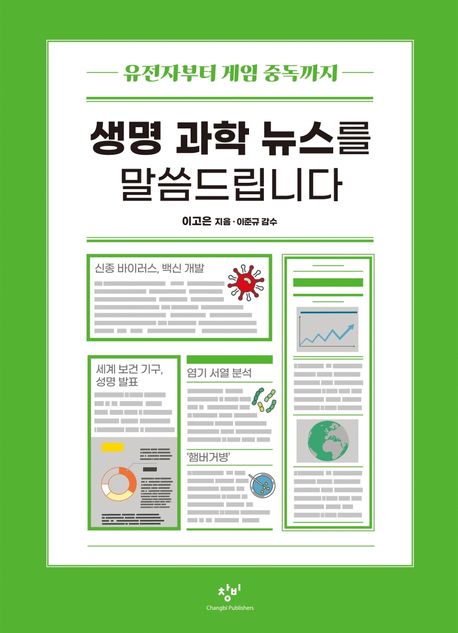 유전자부터 게임 중독까지
생명 과학 뉴스를
말씀드립니다
이고은 지음 · 이준규 감수
신종 바이러스, 백신 개발
세계 보건 기구,
성명 발표
염기 서열 분석
'햄버거병'
창비
Changbi Publishers